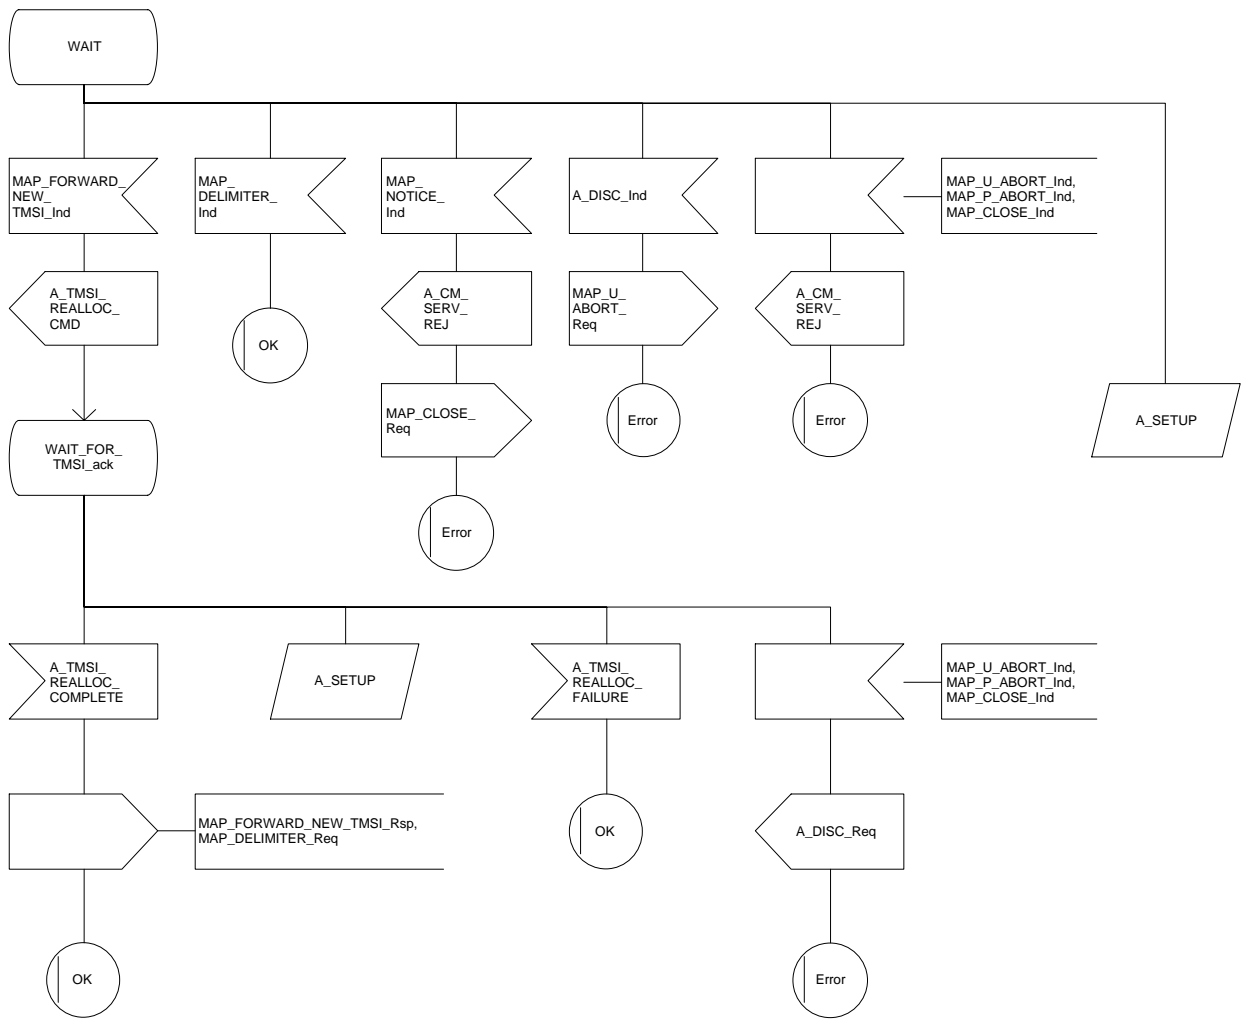 WAIT
MAP_FORWARD_
NEW_
TMSI_Ind
MAP_
DELIMITER_
Ind
MAP_
NOTICE_
Ind
A_DISC_Ind
MAP_U_ABORT_Ind,
MAP_P_ABORT_Ind,
MAP_CLOSE_Ind
A_TMSI_
REALLOC_
CMD
OK
A_CM_
SERV_
REJ
MAP_U_
ABORT_
Req
A_CM_
SERV_
REJ
MAP_CLOSE_
Req
Error
Error
A_SETUP
WAIT_FOR_
TMSI_ack
Error
A_TMSI_
REALLOC_
COMPLETE
A_SETUP
A_TMSI_
REALLOC_
FAILURE
MAP_U_ABORT_Ind,
MAP_P_ABORT_Ind,
MAP_CLOSE_Ind
MAP_FORWARD_NEW_TMSI_Rsp,
MAP_DELIMITER_Req
OK
A_DISC_Req
OK
Error